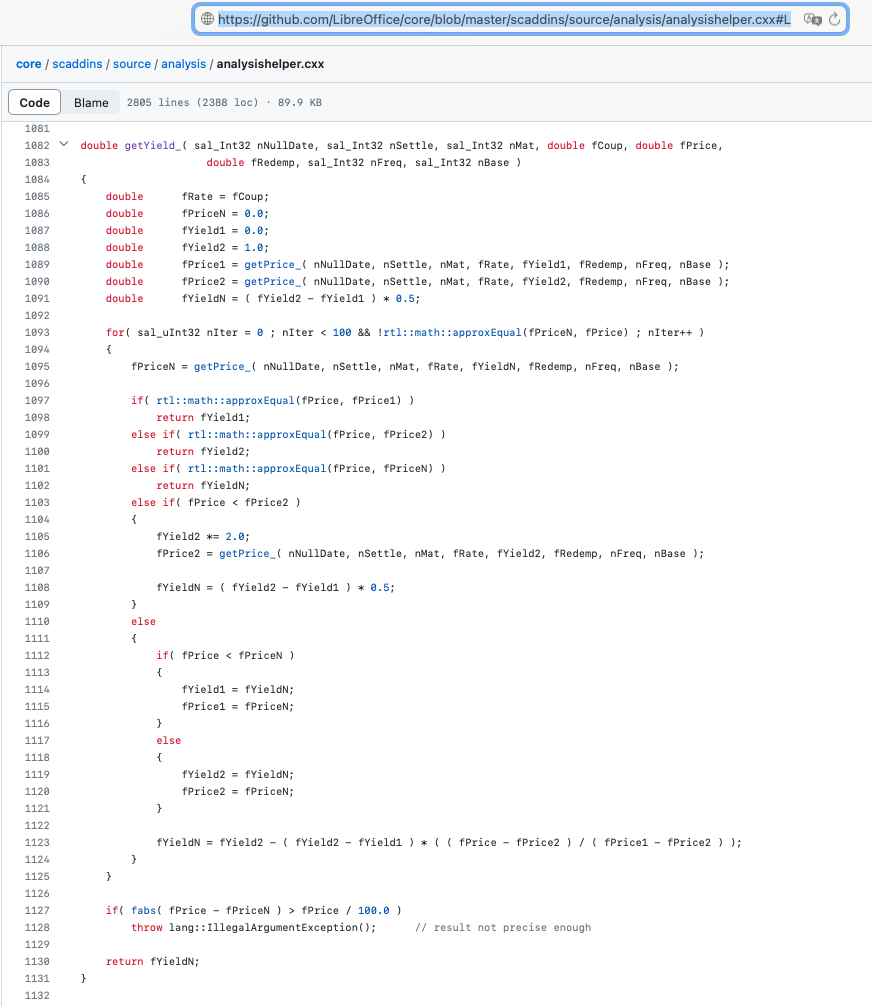 https://github.com/LibreOffice/core/blob/master/scaddins/source/analysis/analysishelper.cxx#L
core / scaddins / source / analysis / analysishelper.cxx
Code Blame 2805 lines (2388 loc) · 89.9 KB
1081
1082 double getYield_( sal_Int32 nNullDate, sal_Int32 nSettle, sal_Int32 nMat, double fCoup, double fPrice,
1083 double fRedemp, sal_Int32 nFreq, sal_Int32 nBase )
1084 {
1085 double fRate = fCoup;
1086 double fPriceN = 0.0;
1087 double fYield1 = 0.0;
1088 double fYield2 = 1.0;
1089 double fPrice1 = getPrice_( nNullDate, nSettle, nMat, fRate, fYield1, fRedemp, nFreq, nBase );
1090 double fPrice2 = getPrice_( nNullDate, nSettle, nMat, fRate, fYield2, fRedemp, nFreq, nBase );
1091 double fYieldN = ( fYield2 - fYield1 ) * 0.5;
1092
1093 for( sal_uInt32 nIter = 0 ; nIter < 100 && !rtl::math::approxEqual(fPriceN, fPrice) ; nIter++ )
1094 {
1095 fPriceN = getPrice_( nNullDate, nSettle, nMat, fRate, fYieldN, fRedemp, nFreq, nBase );
1096
1097 if( rtl::math::approxEqual(fPrice, fPrice1) )
1098 return fYield1;
1099 else if( rtl::math::approxEqual(fPrice, fPrice2) )
1100 return fYield2;
1101 else if( rtl::math::approxEqual(fPrice, fPriceN) )
1102 return fYieldN;
1103 else if( fPrice < fPrice2 )
1104 {
1105 fYield2 *= 2.0;
1106 fPrice2 = getPrice_( nNullDate, nSettle, nMat, fRate, fYield2, fRedemp, nFreq, nBase );
1107
1108 fYieldN = ( fYield2 - fYield1 ) * 0.5;
1109 }
1110 else
1111 {
1112 if( fPrice < fPriceN )
1113 {
1114 fYield1 = fYieldN;
1115 fPrice1 = fPriceN;
1116 }
1117 else
1118 {
1119 fYield2 = fYieldN;
1120 fPrice2 = fPriceN;
1121 }
1122
1123 fYieldN = fYield2 - ( fYield2 - fYield1 ) * ( ( fPrice - fPrice2 ) / ( fPrice1 - fPrice2 ) );
1124 }
1125 }
1126
1127 if( fabs( fPrice - fPriceN ) > fPrice / 100.0 )
1128 throw lang::IllegalArgumentException(); // result not precise enough
1129
1130 return fYieldN;
1131 }
1132